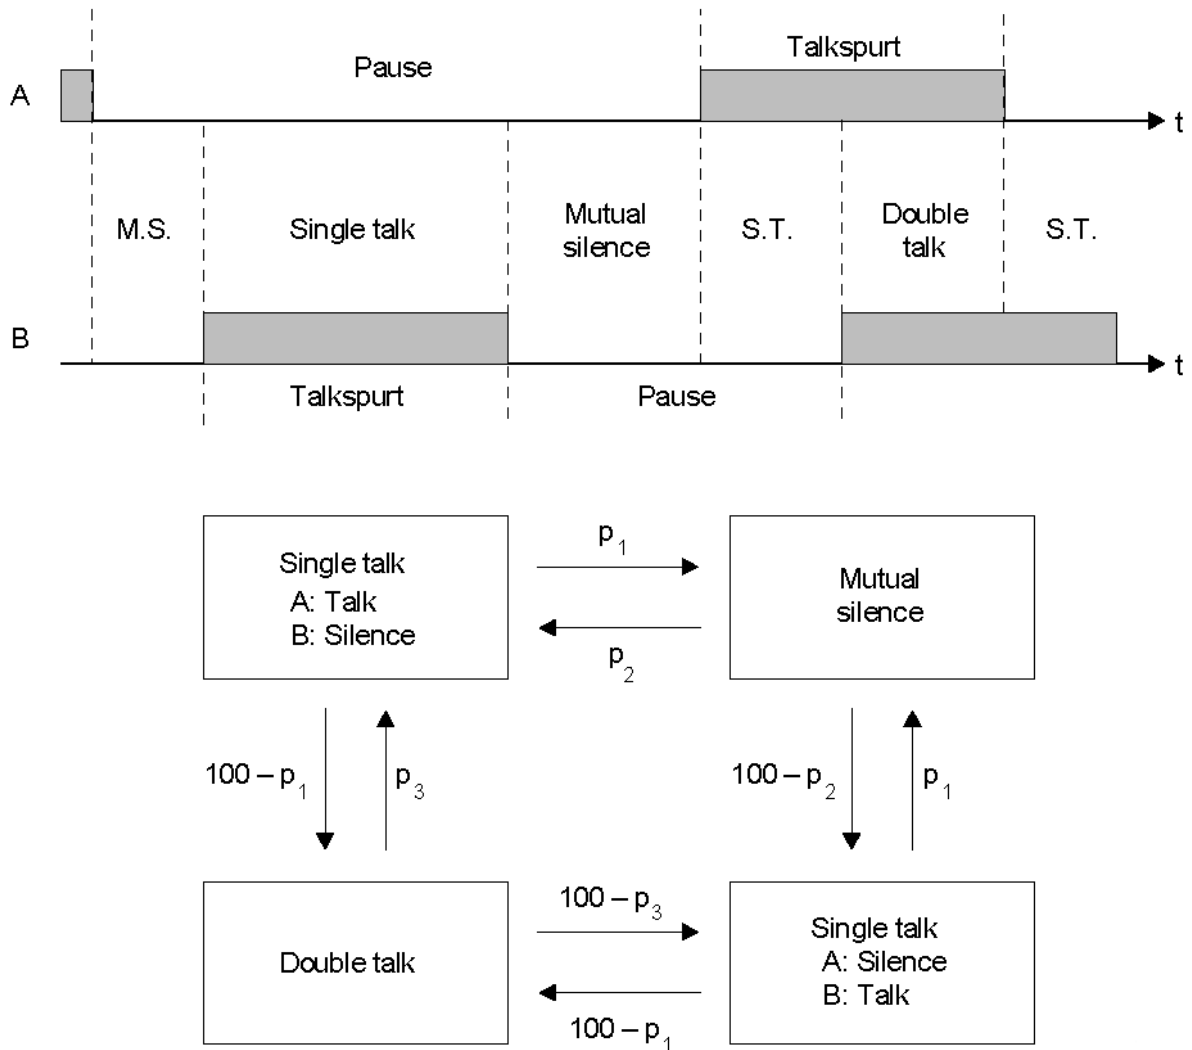 Talkspurt
Pause
A
t
M.S.
Single talk
Mutual
silence
S.T.
Double
talk
S.T.
B
t
Talkspurt
Pause
Single talk
A: Talk
B: Silence
p1
p2
Mutual
silence
100 – p1
p3
100 – p2
p1
Double talk
100 – p3
100 – p1
Single talk
A: Silence
B: Talk